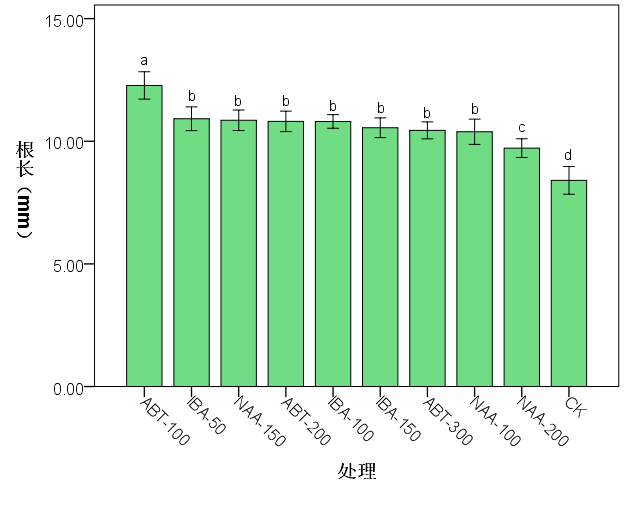 15.00
10.00
5.00
0.00
根长（mm）
a
b
b
b
b
b
b
b
c
d
ABT-100
IBA-50
NAA-150
ABT-200
IBA-100
IBA-150
ABT-300
NAA-100
NAA-200
CK
处理